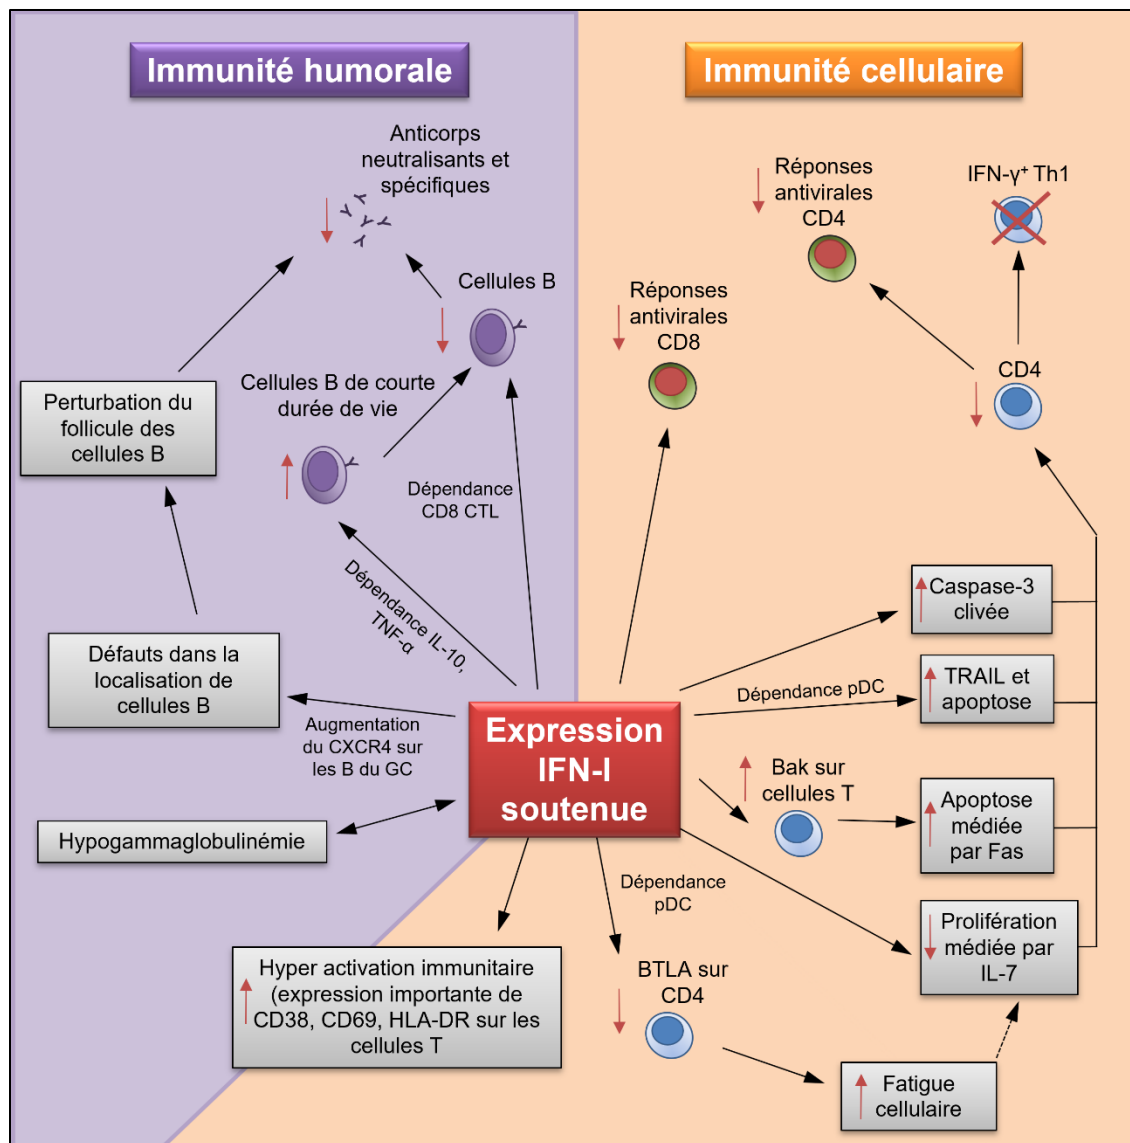 Immunité humorale
Anticorps
neutralisants et
spécifiques
Cellules B
Cellules B de courte
durée de vie
Perturbation du
follicule des
cellules B
Dépendance
CD8 CTL
Dépendance IL-10,
TNF-α
Défauts dans la
localisation de
cellules B
Augmentation
du CXCR4 sur
les B du GC
Hypogammaglobulinémie
Expression
IFN-I
soutenue
Immunité cellulaire
Réponses
antivirales
CD4
IFN-γ⁺ Th1
Réponses
antivirales
CD8
CD4
Caspase-3
clivée
Dépendance pDC
TRAIL et
apoptose
Bak sur
cellules T
Apoptose
médiée
par Fas
Dépendance
pDC
Prolifération
médiée par
IL-7
Hyper activation immunitaire
(expression importante de
CD38, CD69, HLA-DR sur les
cellules T
BTLA sur
CD4
Fatigue
cellulaire